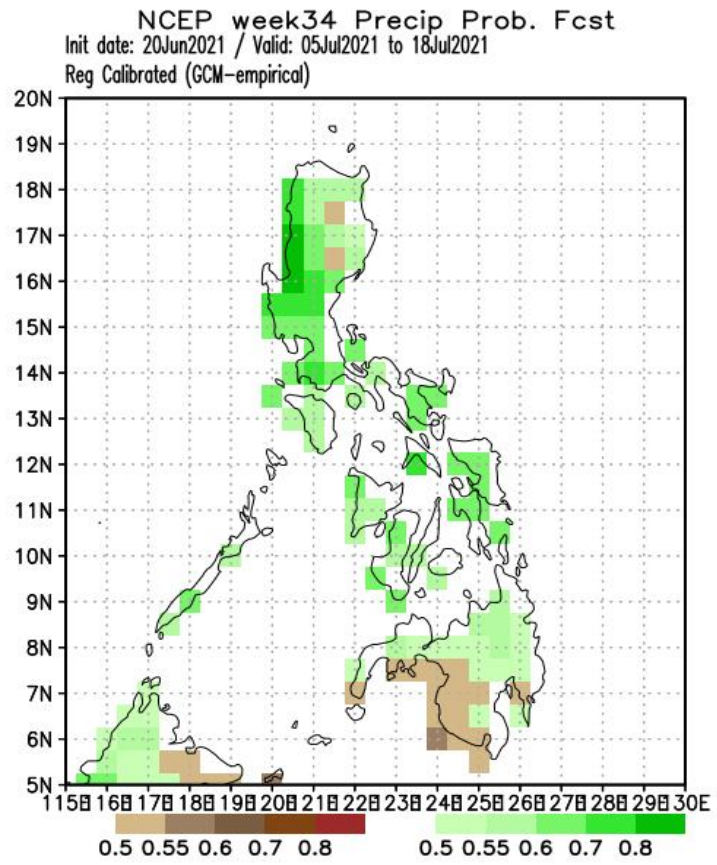 NCEP week34 Precip Prob. Fcst
Init date: 20Jun2021 / Valid: 05Jul2021 to 18Jul2021
Reg Calibrated (GCM-empirical)
20N
19N
18N
17N
16N
15N
14N
13N
12N
11N
10N
9N
8N
7N
6N
5N
115E 116E 117E 118E 119E 120E 121E 122E 123E 124E 125E 126E 127E 128E 129E 130E
0.5 0.55 0.6 0.7 0.8 0.5 0.55 0.6 0.7 0.8